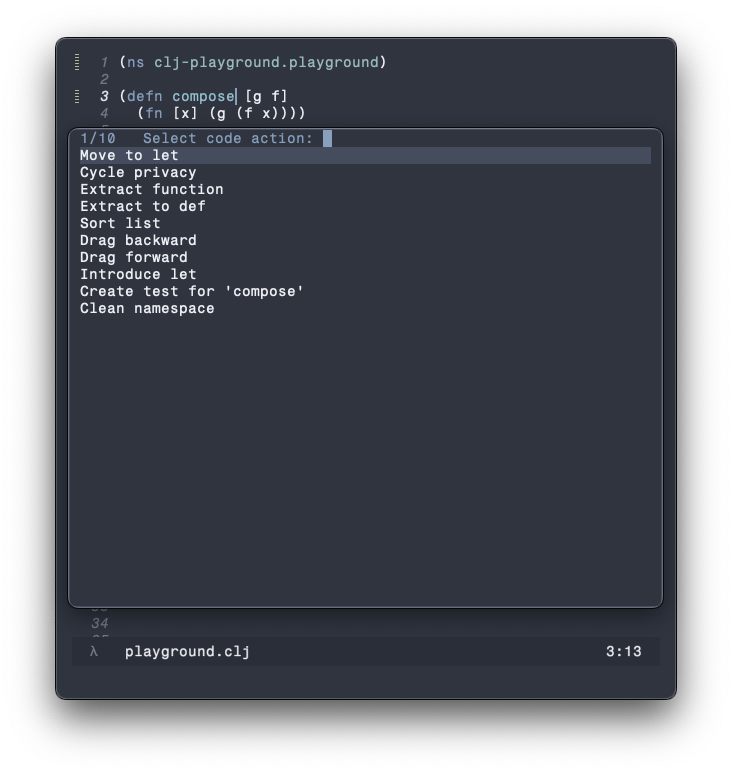 1 (ns clj-playground.playground)
2
3 (defn compose [g f]
4 (fn [x] (g (f x))))
1/10 Select code action:
Move to let
Cycle privacy
Extract function
Extract to def
Sort list
Drag backward
Drag forward
Introduce let
Create test for 'compose'
Clean namespace
34
λ playground.clj 3:13